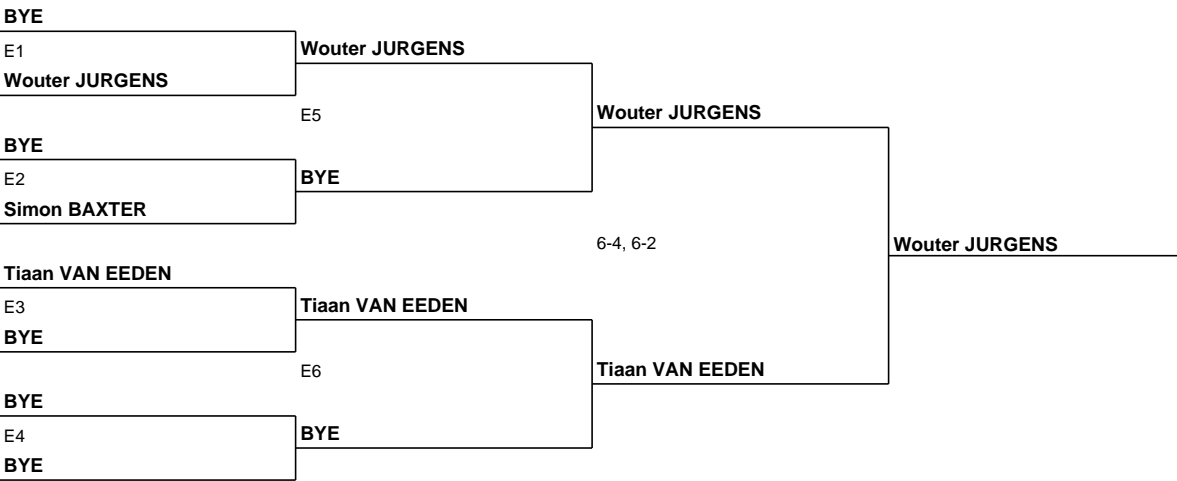 BYE
E1
Wouter JURGENS
Wouter JURGENS
E5
Wouter JURGENS
BYE
E2
BYE
Simon BAXTER
6-4, 6-2
Wouter JURGENS
Tiaan VAN EEDEN
E3
Tiaan VAN EEDEN
BYE
E6
Tiaan VAN EEDEN
BYE
E4
BYE
BYE